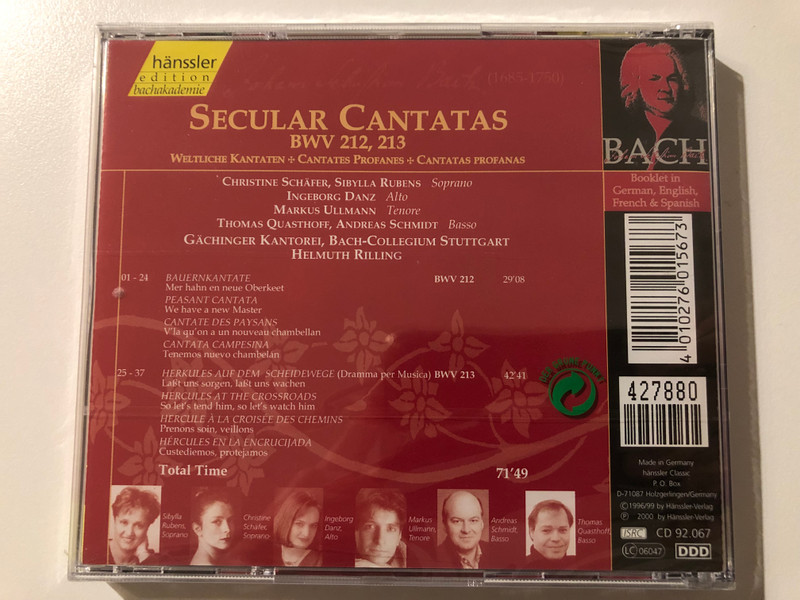 hänssler
edition
bachakademie
(1685-1750)
SECULAR CANTATAS
BWV 212, 213
WELTLICHE KANTATEN + CANTATES PROFANES + CANTATAS PROFANAS
CHRISTINE SCHÄFER, SIBYLLA RUBENS Soprano
INGEBORG DANZ Alto
MARKUS ULLMANN Tenore
THOMAS QUASTHOFF, ANDREAS SCHMIDT Basso
GÄCHINGER KANTOREI, BACH-COLLEGIUM STUTTGART
HELMUTH RILLING
01 - 24 BAUERNKANTATE BWV 212 29'08
Mer hahn en neue Oberkeet
PEASANT CANTATA
We have a new Master
CANTATE DES PAYSANS
V'la qu'on a un nouveau chambellan
CANTATA CAMPESINA
Tenemos nuevo chambelán
25 - 37 HERKULES AUF DEM SCHEIDEWEGE (Dramma per Musica) BWV 213 42'41
Laßt uns sorgen, laßt uns wachen
HERCULES AT THE CROSSROADS
So let's tend him, so let's watch him
HERCULE À LA CROISÉE DES CHEMINS
Prenons soin, veillons
HÉRCULES EN LA ENCRUCIJADA
Custediemos, protejamos
Total Time 71'49
Sibylla
Rubens,
Soprano
Christine
Schäfer,
Soprano
Ingeborg
Danz,
Alto
Markus
Ullmann,
Tenore
Andreas
Schmidt,
Basso
Thomas
Quasthoff,
Basso
BACH
Booklet in
German, English,
French & Spanish
4 010276 015673
DER GRÜNE PUNKT
427880
Made in Germany
hänssler Classic
P. O. Box
D-71087 Holzgerlingen/Germany
©1996/99 by Hänssler-Verlag
℗ 2000 by Hänssler-Verlag
ISRC CD 92.067
LC 06047 DDD